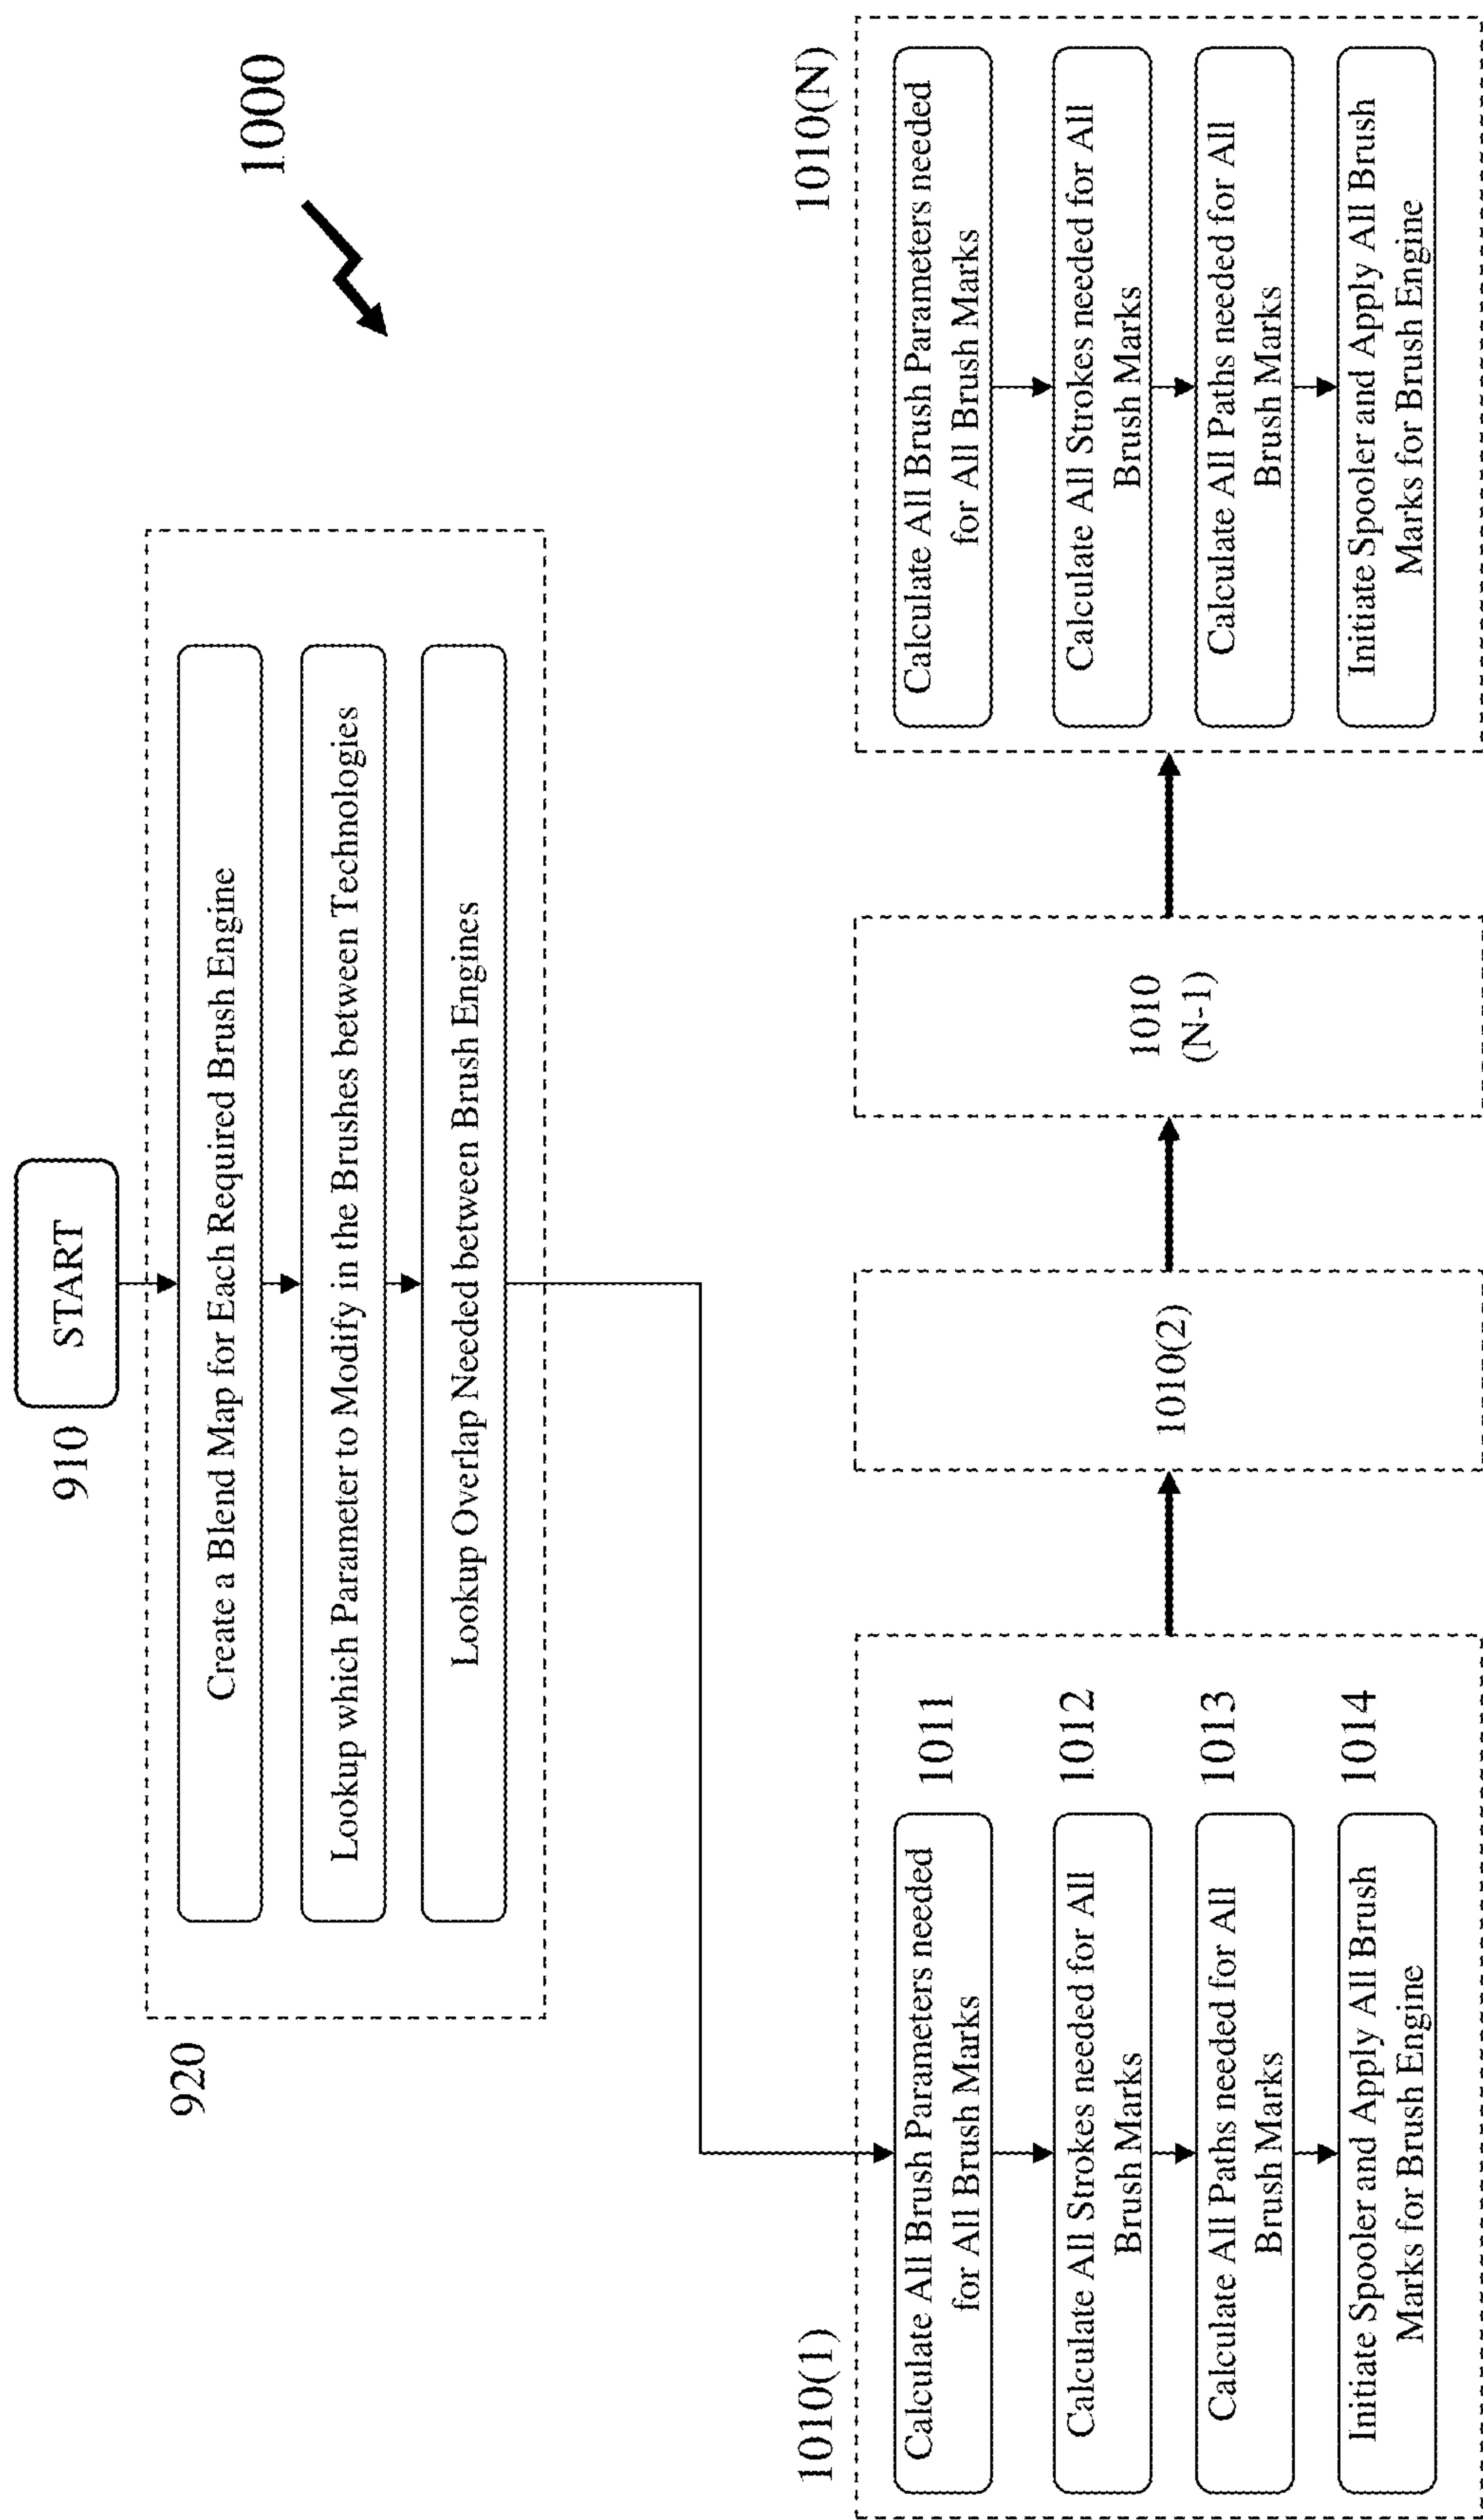 1000
910
START
920
Create a Blend Map for Each Required Brush Engine
Lookup which Parameter to Modify in the Brushes between Technologies
Lookup Overlap Needed between Brush Engines
1010(1)
Calculate All Brush Parameters needed
for All Brush Marks
1011
Calculate All Strokes needed for All
Brush Marks
1012
Calculate All Paths needed for All
Brush Marks
1013
Initiate Spooler and Apply All Brush
Marks for Brush Engine
1014
1010(2)
1010
(N-1)
1010(N)
Calculate All Brush Parameters needed
for All Brush Marks
Calculate All Strokes needed for All
Brush Marks
Calculate All Paths needed for All
Brush Marks
Initiate Spooler and Apply All Brush
Marks for Brush Engine